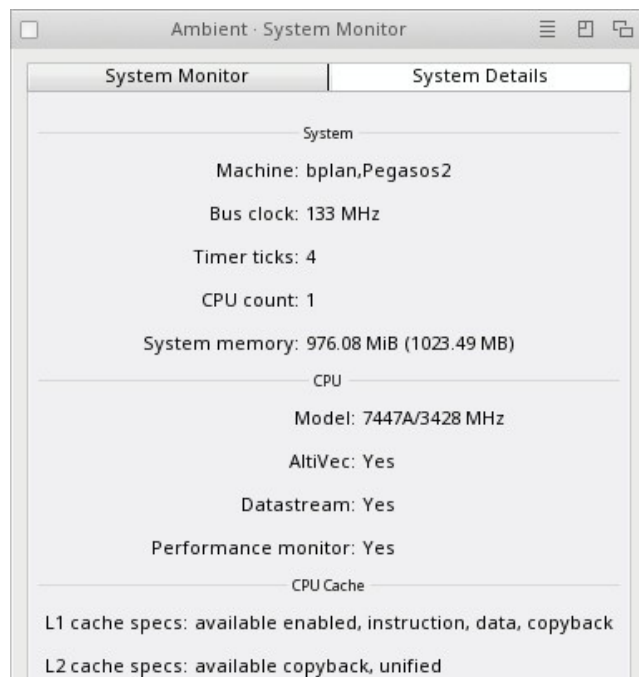 Ambient · System Monitor
System Monitor
System Details
System
Machine: bplan,Pegasos2
Bus clock: 133 MHz
Timer ticks: 4
CPU count: 1
System memory: 976.08 MiB (1023.49 MB)
CPU
Model: 7447A/3428 MHz
AltiVec: Yes
Datastream: Yes
Performance monitor: Yes
CPU Cache
L1 cache specs: available enabled, instruction, data, copyback
L2 cache specs: available copyback, unified